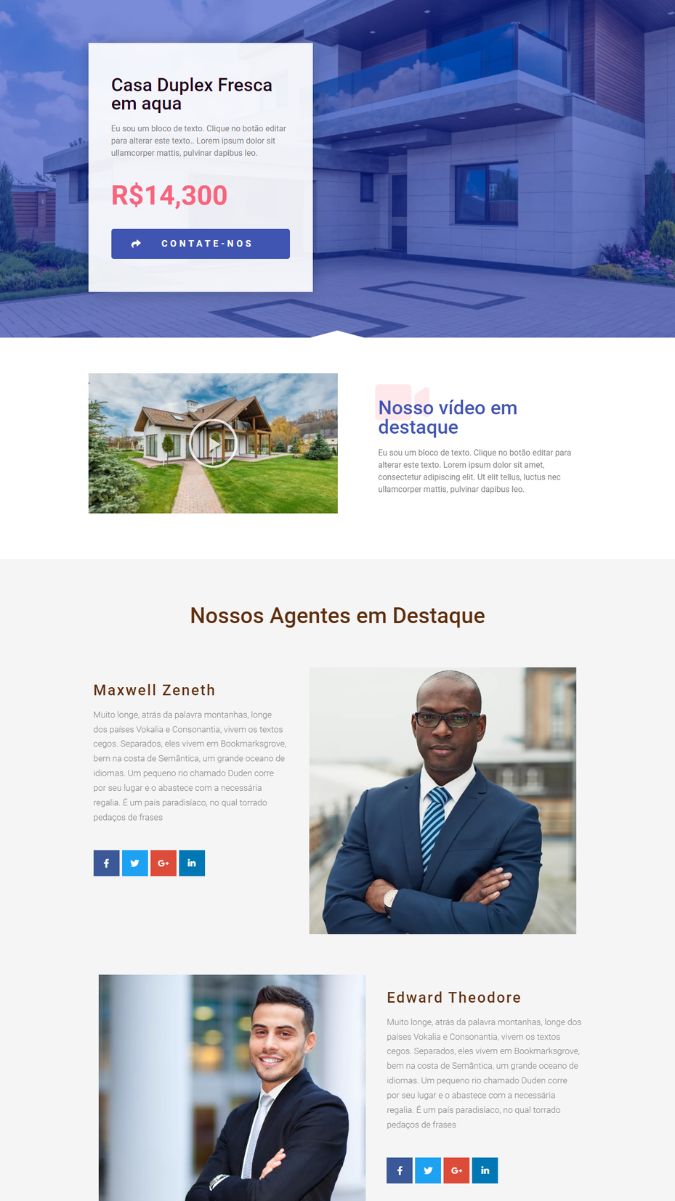 Casa Duplex Fresca
em aqua
Eu sou um bloco de texto. Clique no botão editar
para alterar este texto.. Lorem ipsum dolor sit
ullamcorper mattis, pulvinar dapibus leo.
R$14,300
CONTATE-NOS
Nosso vídeo em
destaque
Eu sou um bloco de texto. Clique no botão editar para
alterar este texto. Lorem ipsum dolor sit amet,
consectetur adipiscing elit. Ut elit tellus, luctus nec
ullamcorper mattis, pulvinar dapibus leo.
Nossos Agentes em Destaque
Maxwell Zeneth
Muito longe, atrás da palavra montanhas, longe
dos países Vokalia e Consonantia, vivem os textos
cegos. Separados, eles vivem em Bookmarksgrove,
bem na costa de Semântica, um grande oceano de
idiomas. Um pequeno rio chamado Duden corre
por seu lugar e o abastece com a necessária
regalia. É um país paradisíaco, no qual torrado
pedaços de frases
Edward Theodore
Muito longe, atrás da palavra montanhas, longe dos
países Vokalia e Consonantia, vivem os textos
cegos. Separados, eles vivem em Bookmarksgrove,
bem na costa de Semântica, um grande oceano de
idiomas. Um pequeno rio chamado Duden corre
por seu lugar e o abastece com a necessária
regalia. É um país paradisíaco, no qual torrado
pedaços de frases